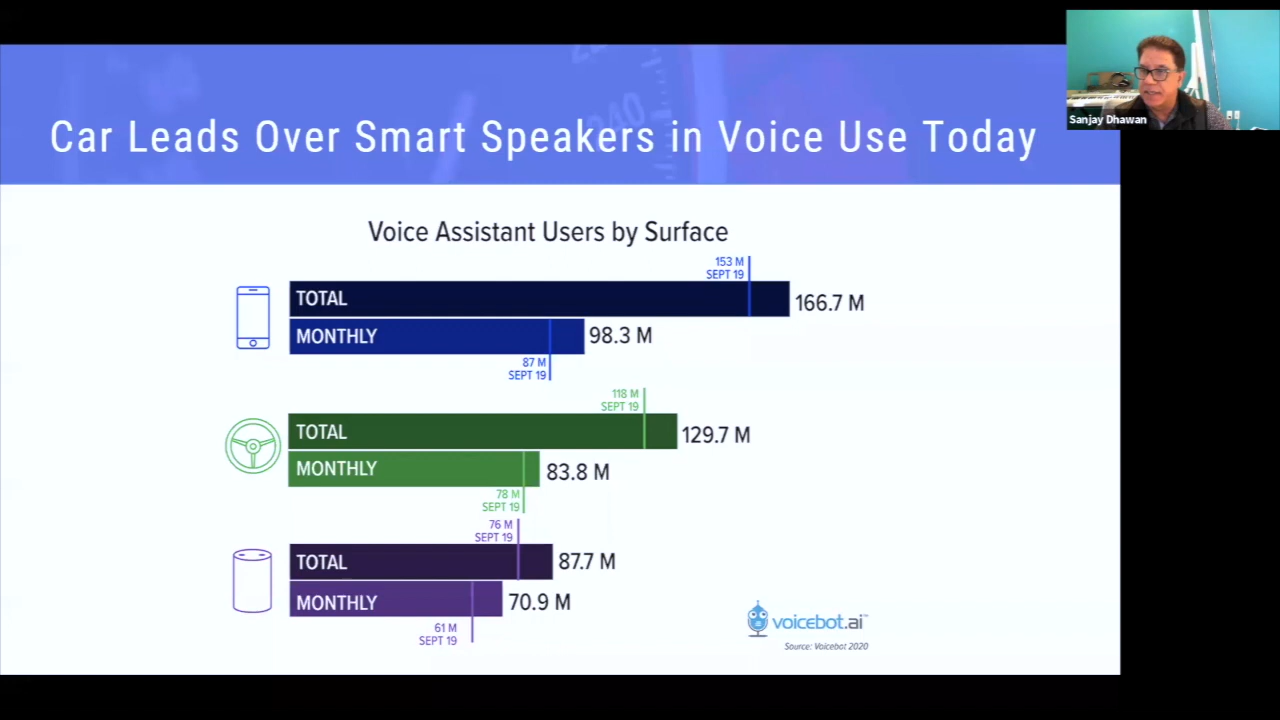 Sanjay Dhawan
Car Leads Over Smart Speakers in Voice Use Today
Voice Assistant Users by Surface
153 M
SEPT 19
TOTAL
166.7 M
MONTHLY
98.3 M
87 M
SEPT 19
118 M
SEPT 19
TOTAL
129.7 M
MONTHLY
83.8 M
78 M
SEPT 19
76 M
SEPT 19
TOTAL
87.7 M
MONTHLY
70.9 M
61 M
SEPT 19
voicebot.ai
Source: Voicebot 2020